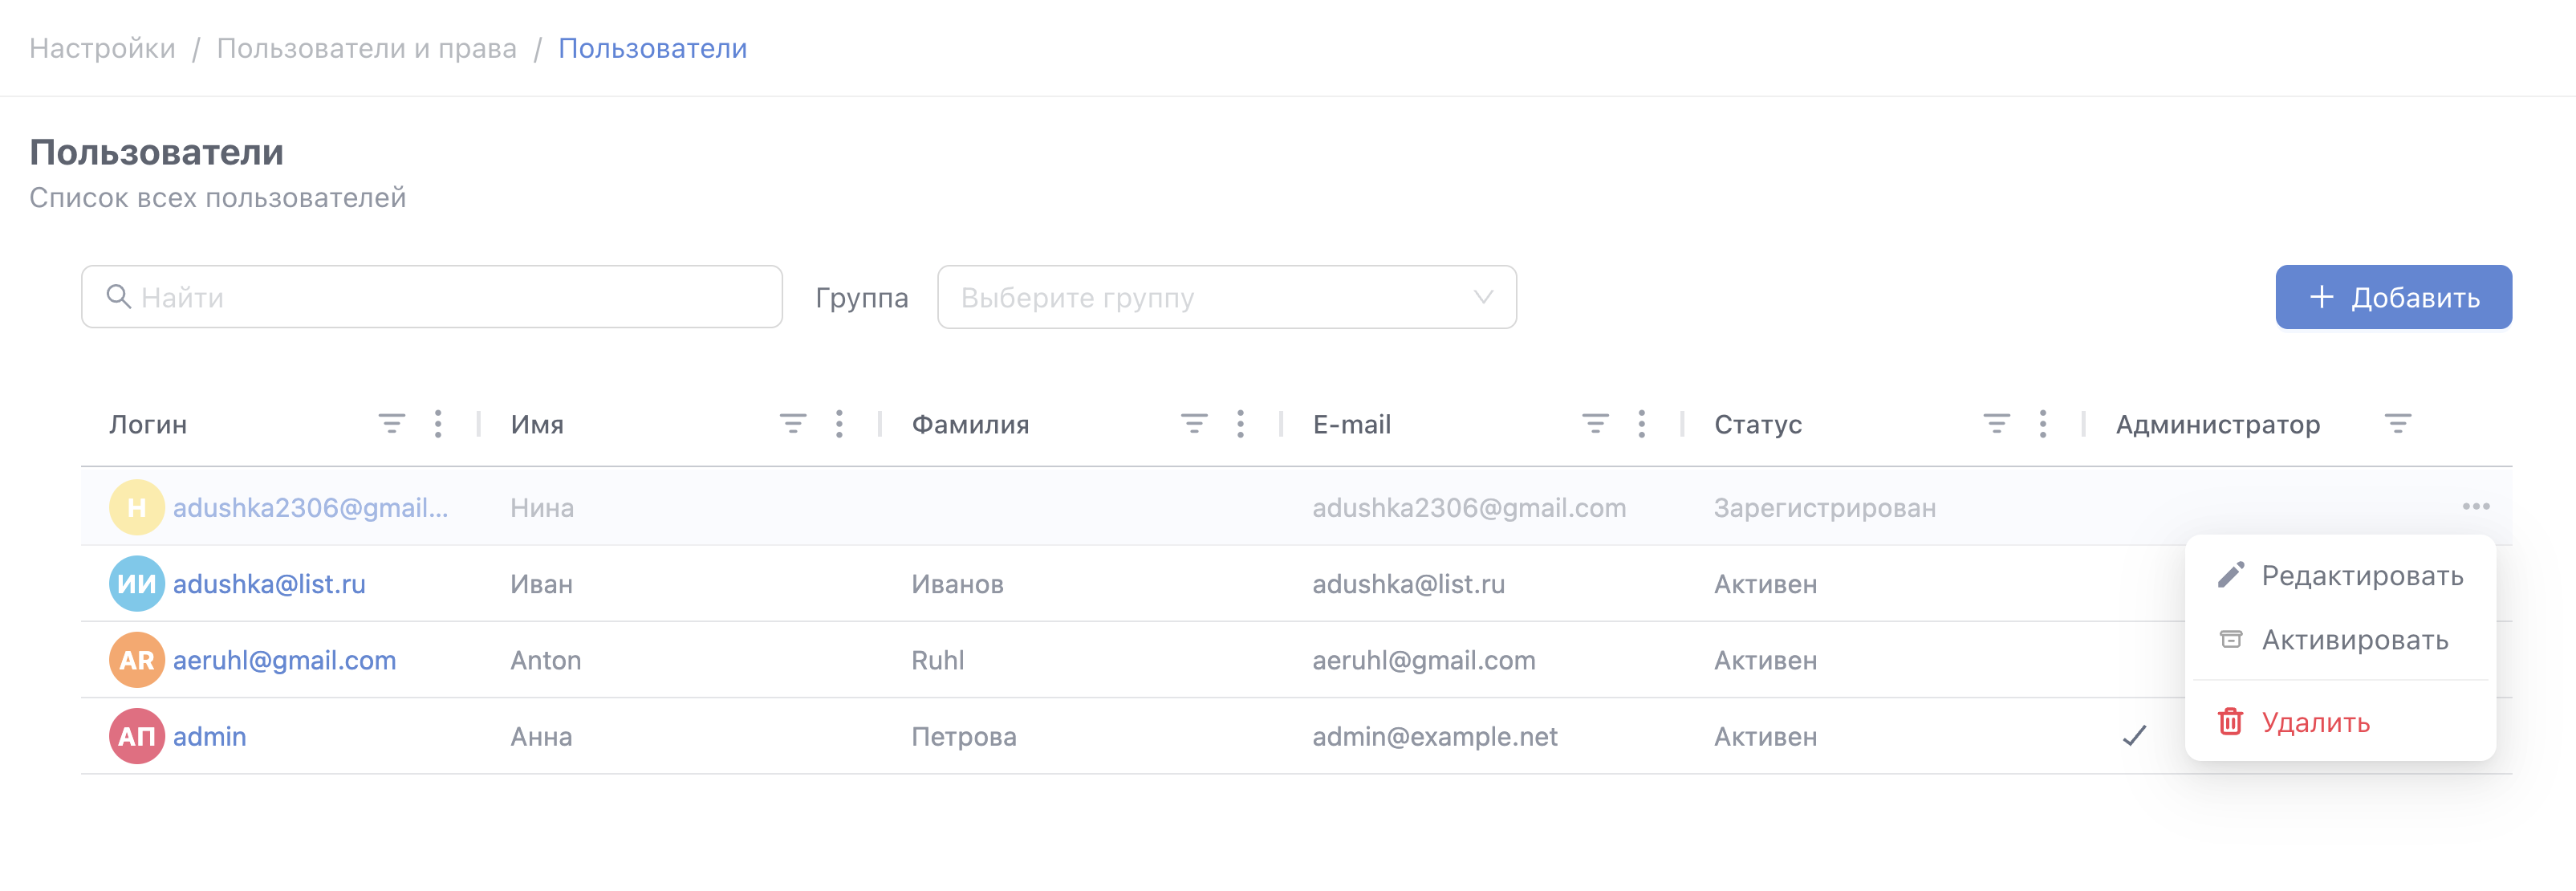 Настройки / Пользователи и права / Пользователи
Пользователи
Список всех пользователей
Найти
Группа
Выберите группу
Добавить
Логин Имя Фамилия E-mail Статус Администратор
Н adushka2306@gmail... Нина adushka2306@gmail.com Зарегистрирован
ИИ adushka@list.ru Иван Иванов adushka@list.ru Активен
AR aeruhl@gmail.com Anton Ruhl aeruhl@gmail.com Активен
АП admin Анна Петрова admin@example.net Активен
Редактировать
Активировать
Удалить